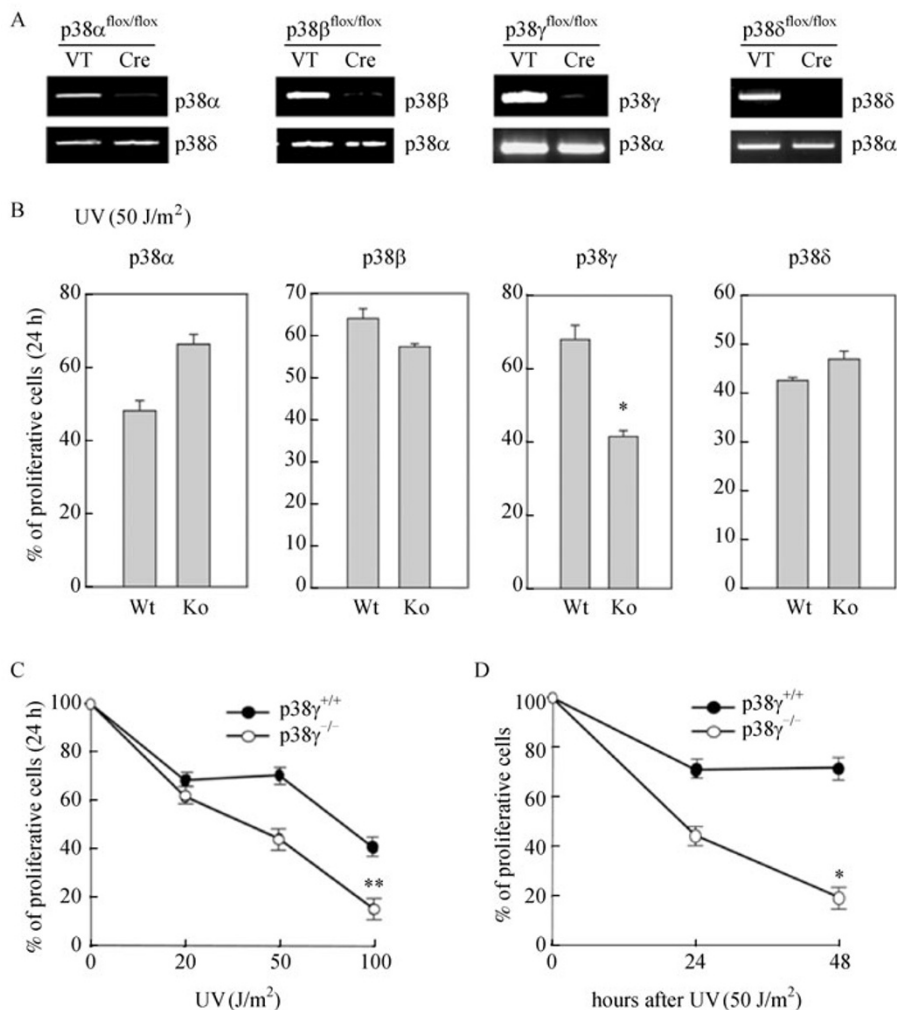 A
p38α^flox/flox p38β^flox/flox p38γ^flox/flox p38δ^flox/flox
VT Cre VT Cre VT Cre VT Cre
p38α p38β p38γ p38δ
p38δ p38α p38α p38α
B UV (50 J/m²)
p38α p38β p38γ p38δ
% of proliferative cells (24 h)
80
60
40
20
0
Wt Ko
70
60
50
40
30
20
10
0
Wt Ko
80
60
40
20
0
*
Wt Ko
60
50
40
30
20
10
0
Wt Ko
C
% of proliferative cells (24 h)
100
80
60
40
20
0
p38γ^+/+
p38γ^−/−
**
0 20 50 100
UV (J/m²)
D
% of proliferative cells
100
80
60
40
20
0
p38γ^+/+
p38γ^−/−
*
0 24 48
hours after UV (50 J/m²)